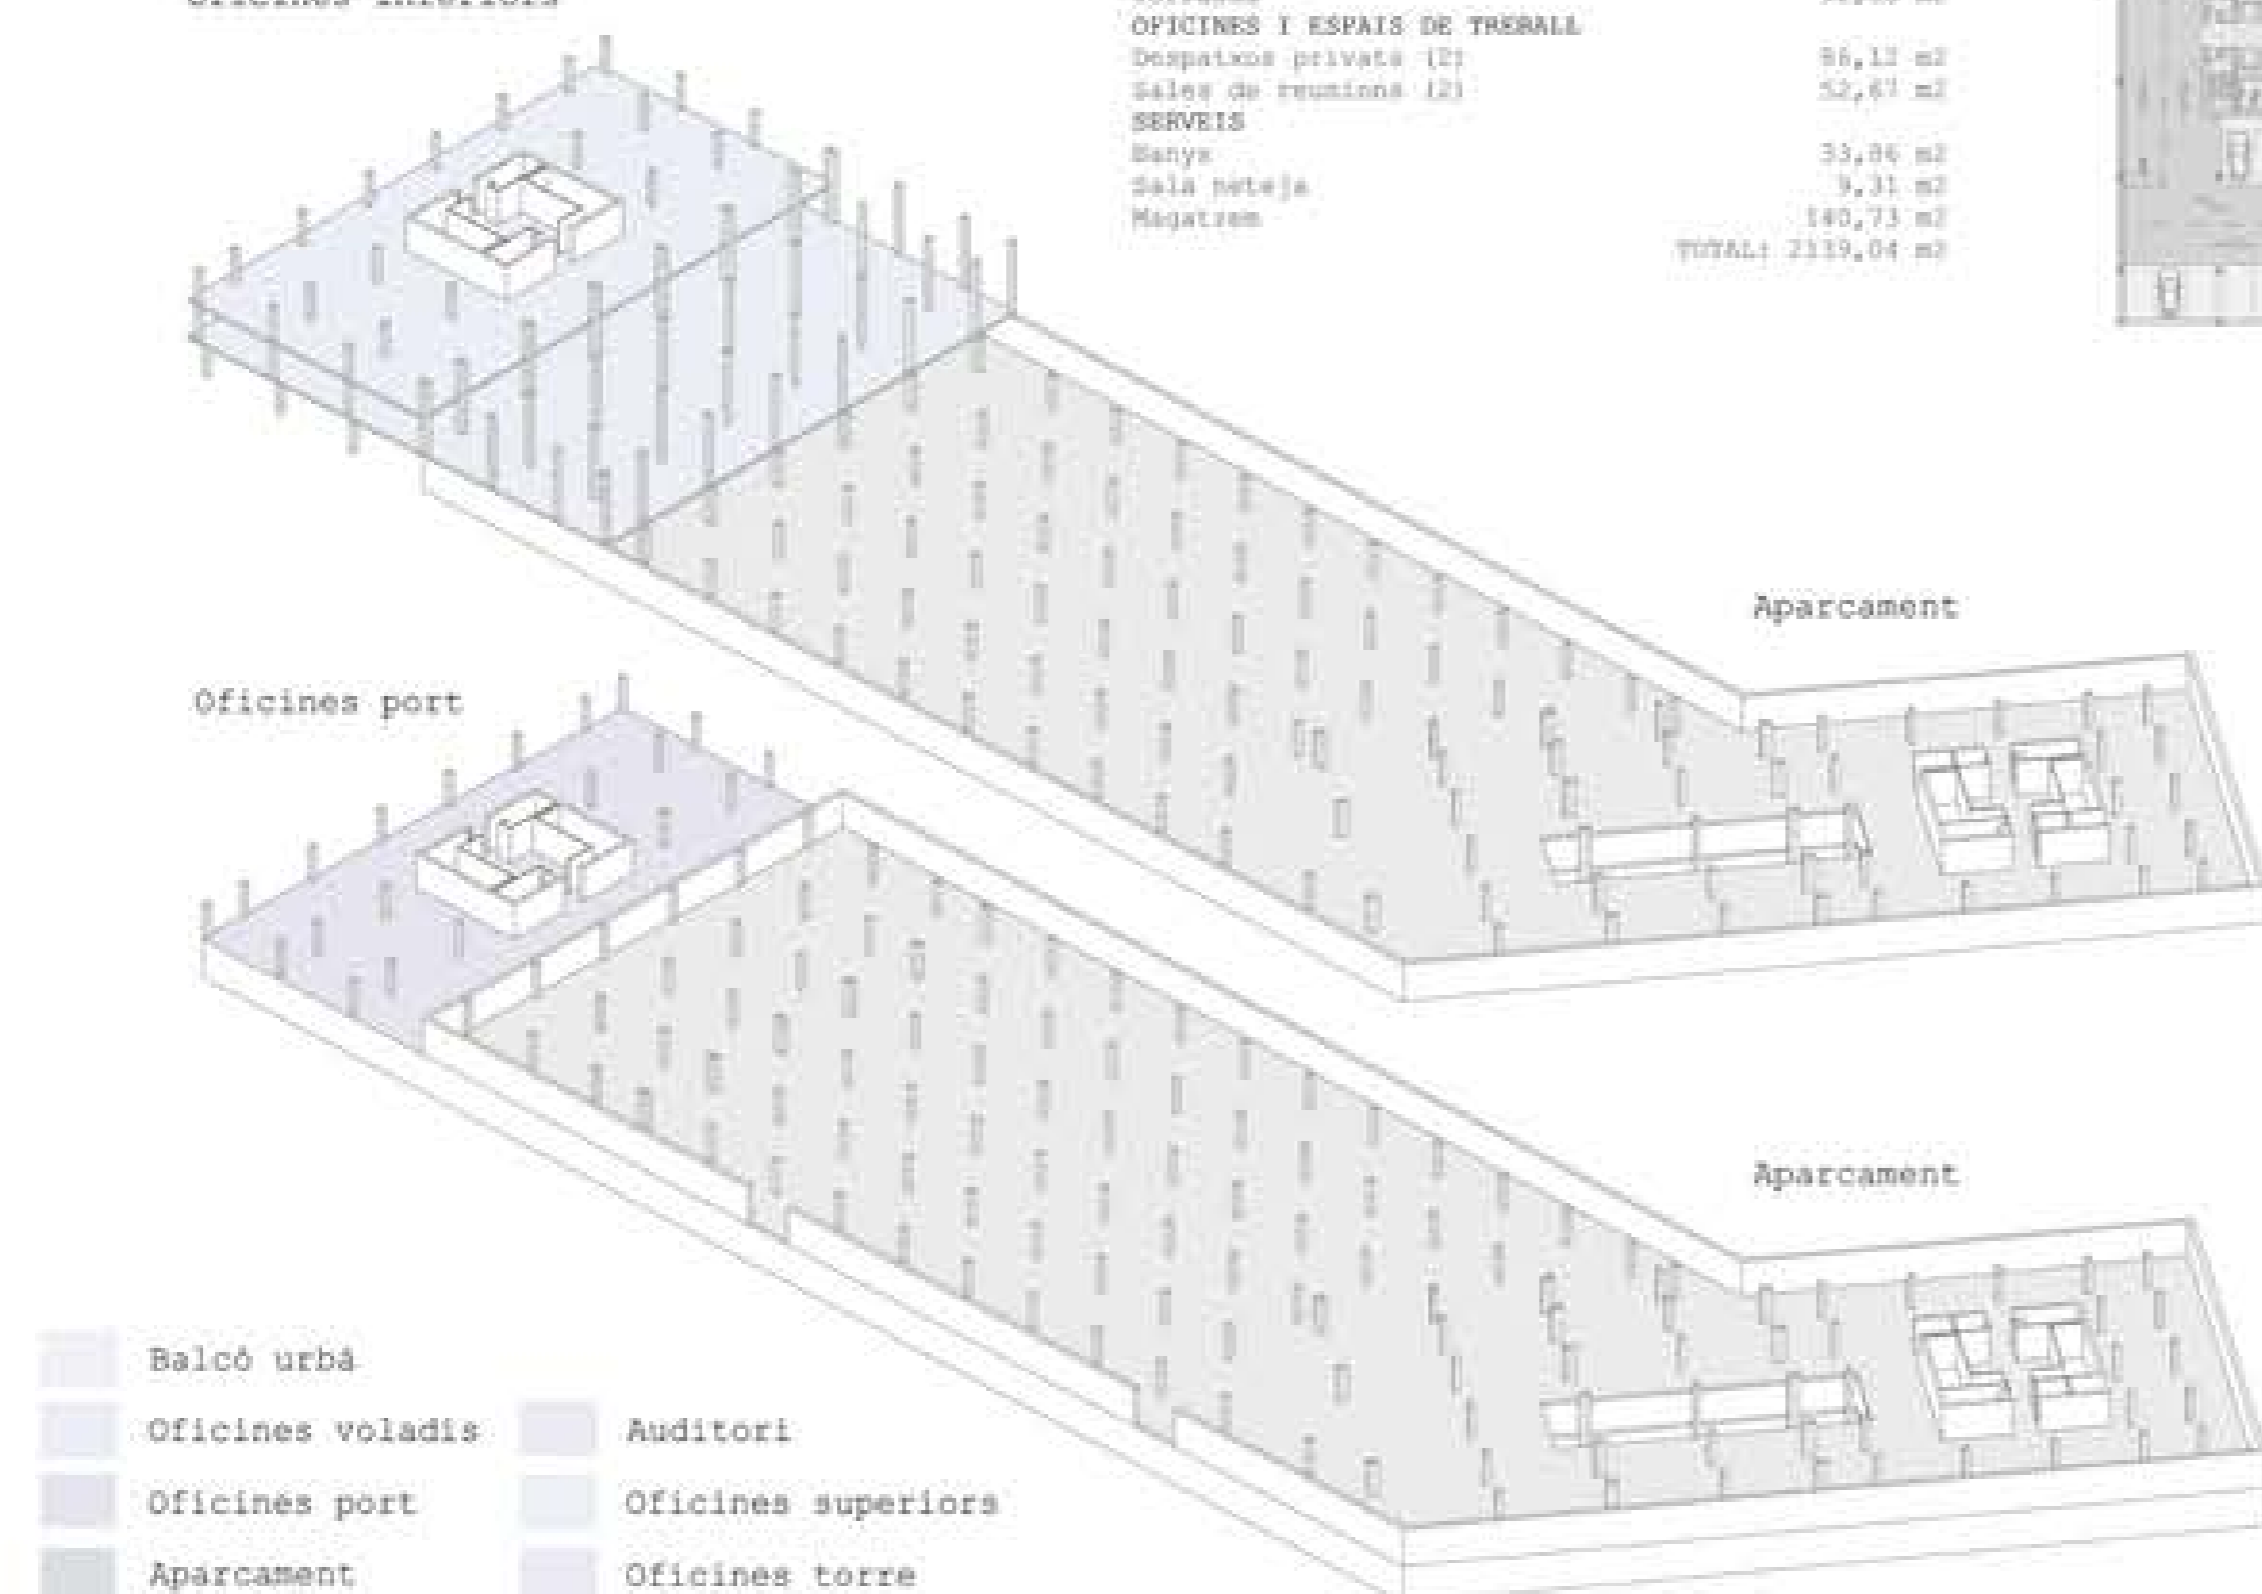 OFICINES I ESPAIS DE TREBALL
Despatxos privats (2) 86,12 m2
Sales de reunions (2) 52,67 m2
SERVEIS
Banys 33,86 m2
Sala neteja 9,31 m2
Magatzem 140,73 m2
TOTAL: 2119,04 m2
Aparcament
Oficines port
Aparcament
Balcó urbà
Oficines voladis
Auditori
Oficines port
Oficines superiors
Aparcament
Oficines torre